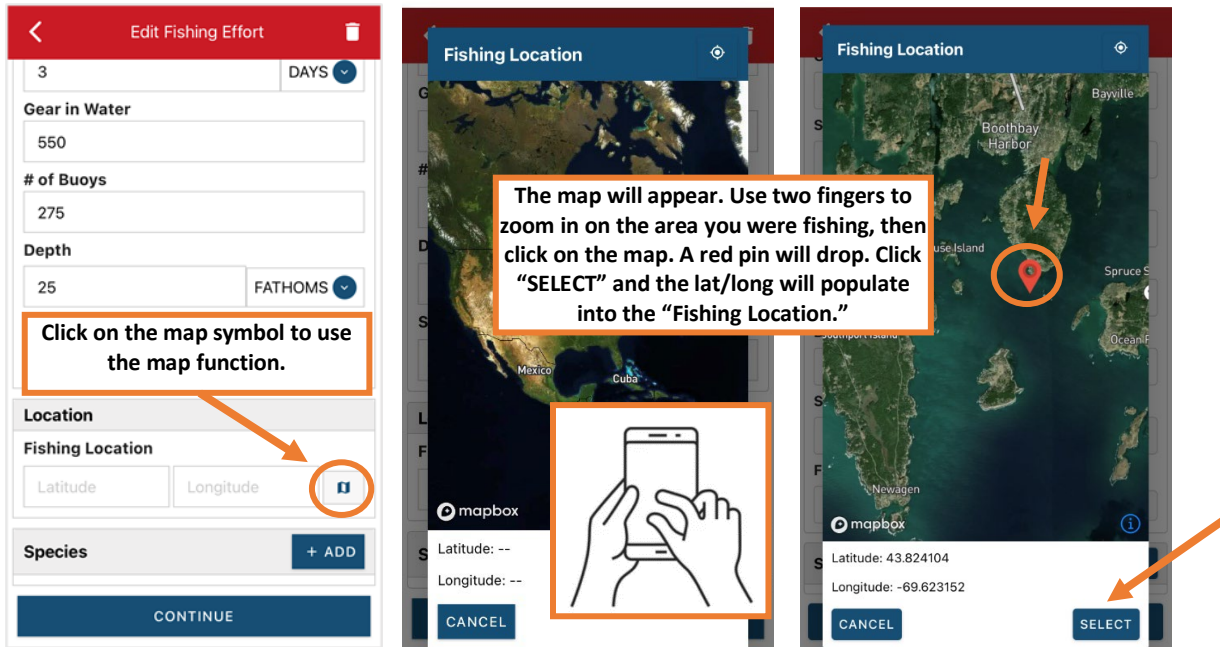 Edit Fishing Effort
3
DAYS
Gear in Water
550
# of Buoys
275
Depth
25
FATHOMS
Click on the map symbol to use
the map function.
Location
Fishing Location
Latitude
Longitude
Species
+ ADD
CONTINUE
Fishing Location
The map will appear. Use two fingers to
zoom in on the area you were fishing, then
click on the map. A red pin will drop. Click
“SELECT” and the lat/long will populate
into the “Fishing Location.”
Mexico
Cuba
mapbox
Latitude: --
Longitude: --
CANCEL
Fishing Location
Bayville
Boothbay
Harbor
use Island
Spruce S
Southport Island
Ocean P
Newagen
mapbox
Latitude: 43.824104
Longitude: -69.623152
CANCEL
SELECT